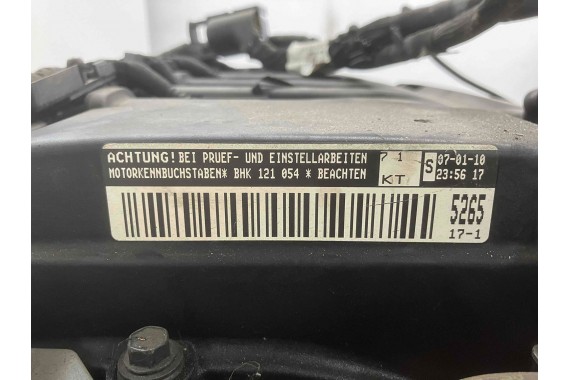 ACHTUNG! BEI PRUEF- UND EINSTELLARBEITEN 7 1 S 07-01-10
MOTORKENNBUCHSTABEN* BHK 121 054 * BEACHTEN KT 23:56 17
5265
17-1